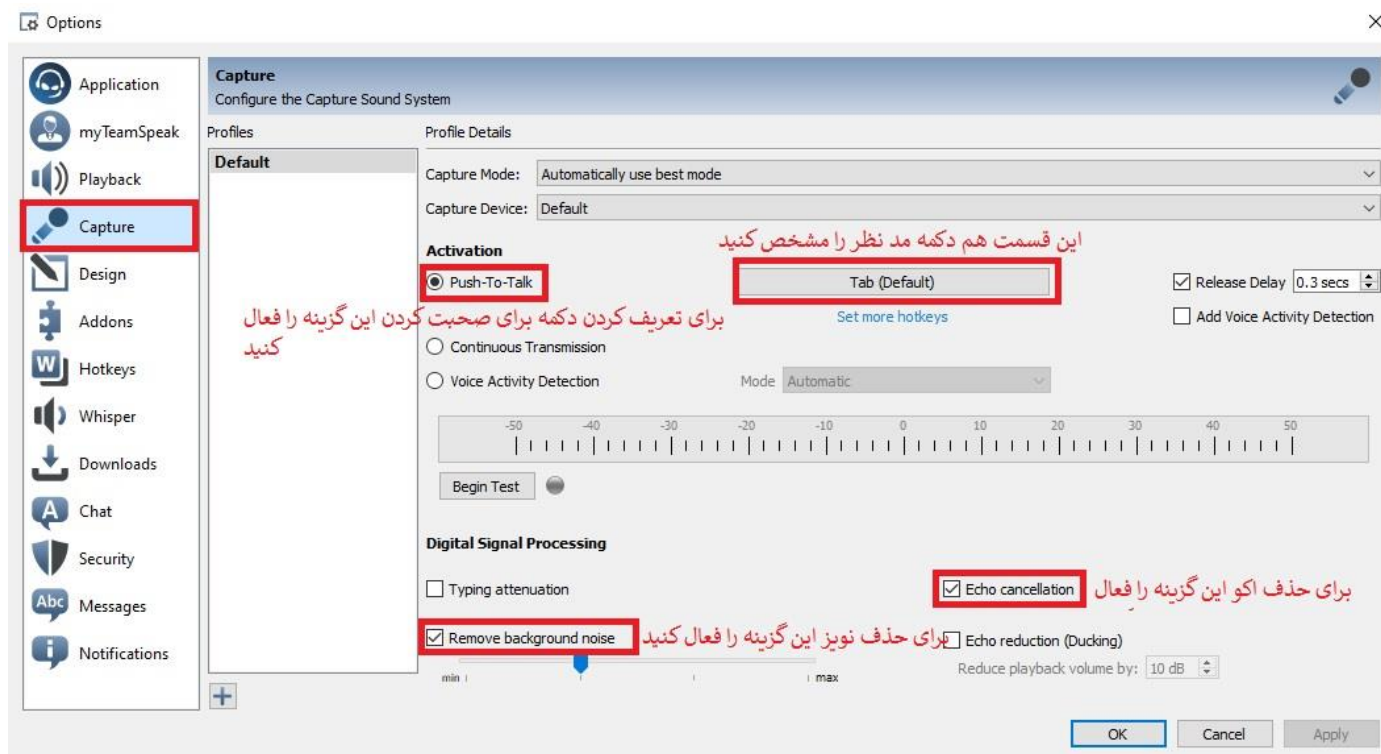 Options
Application
myTeamSpeak
Playback
Capture
Design
Addons
Hotkeys
Whisper
Downloads
Chat
Security
Messages
Notifications
Capture
Configure the Capture Sound System
Profiles
Default
Profile Details
Capture Mode: Automatically use best mode
Capture Device: Default
این قسمت هم دکمه مد نظر را مشخص کنید
Activation
Push-To-Talk
Tab (Default)
Release Delay 0.3 secs
برای تعریف کردن دکمه برای صحبت کردن این گزینه را فعال
کنید
Set more hotkeys
Add Voice Activity Detection
Continuous Transmission
Voice Activity Detection
Mode Automatic
-50 -40 -30 -20 -10 0 10 20 30 40 50
Begin Test
Digital Signal Processing
Typing attenuation
Echo cancellation
برای حذف اکو این گزینه را فعال
Remove background noise
برای حذف نویز این گزینه را فعال کنید
Echo reduction (Ducking)
min max
Reduce playback volume by: 10 dB
OK
Cancel
Apply